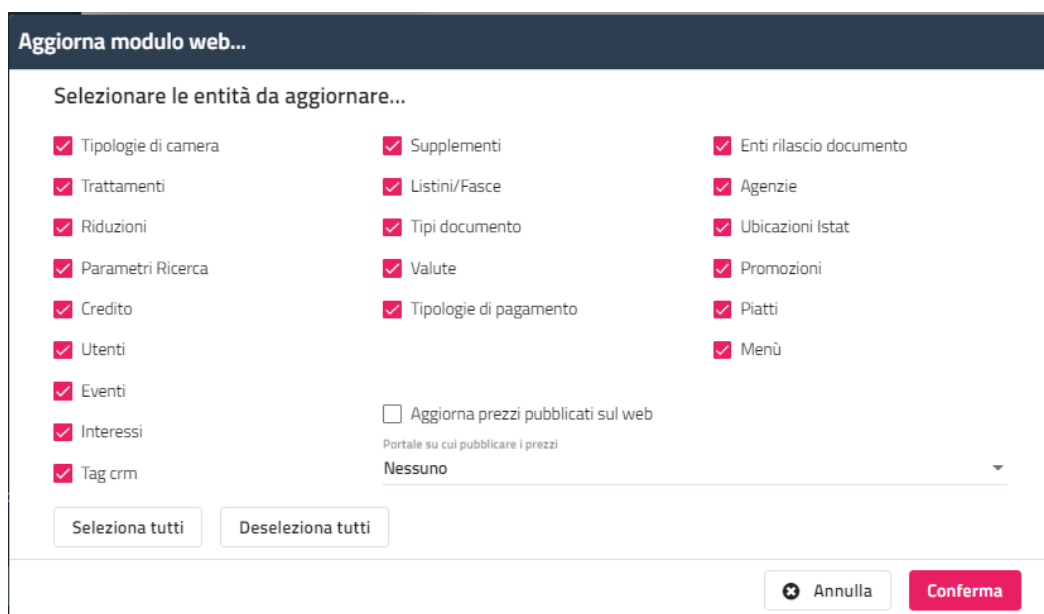 Aggiorna modulo web...
Selezionare le entità da aggiornare...
Tipologie di camera
Supplementi
Enti rilascio documento
Trattamenti
Listini/Fasce
Agenzie
Riduzioni
Tipi documento
Ubicazioni Istat
Parametri Ricerca
Valute
Promozioni
Credito
Tipologie di pagamento
Piatti
Utenti
Menù
Eventi
Aggiorna prezzi pubblicati sul web
Interessi
Portale su cui pubblicare i prezzi
Nessuno
Tag crm
Seleziona tutti
Deseleziona tutti
Annulla
Conferma